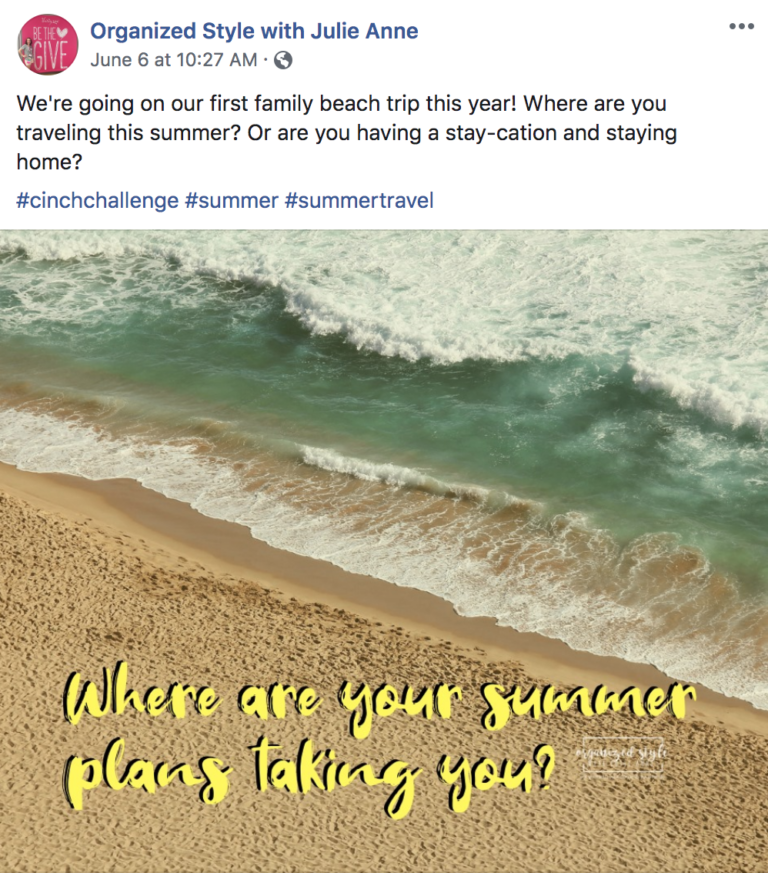 BE THE
GIVE
Organized Style with Julie Anne
June 6 at 10:27 AM ·
We're going on our first family beach trip this year! Where are you
traveling this summer? Or are you having a stay-cation and staying
home?
#cinchchallenge #summer #summertravel
Where are your summer
plans taking you?
organized style